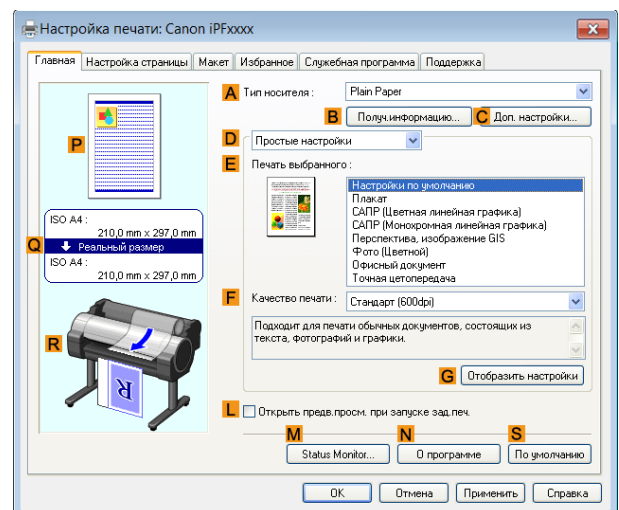 Настройка печати: Canon iPFxxxx
Главная Настройка страницы Макет Избранное Служебная программа Поддержка
A Тип носителя : Plain Paper
B Получ.информацию... C Доп. настройки...
P
D Простые настройки
E Печать выбранного :
Настройки по умолчанию
Плакат
САПР (Цветная линейная графика)
САПР (Монохромная линейная графика)
Перспектива, изображение GIS
Фото (Цветной)
Офисный документ
Точная цетопередача
ISO A4 :
210,0 mm x 297,0 mm
Q Реальный размер
ISO A4 :
210,0 mm x 297,0 mm
F Качество печати : Стандарт (600dpi)
Подходит для печати обычных документов, состоящих из
текста, фотографий и графики.
R
R
G Отобразить настройки
L Открыть предв.просм. при запуске зад.печ.
M N S
Status Monitor... О программе По умолчанию
OK Отмена Применить Справка